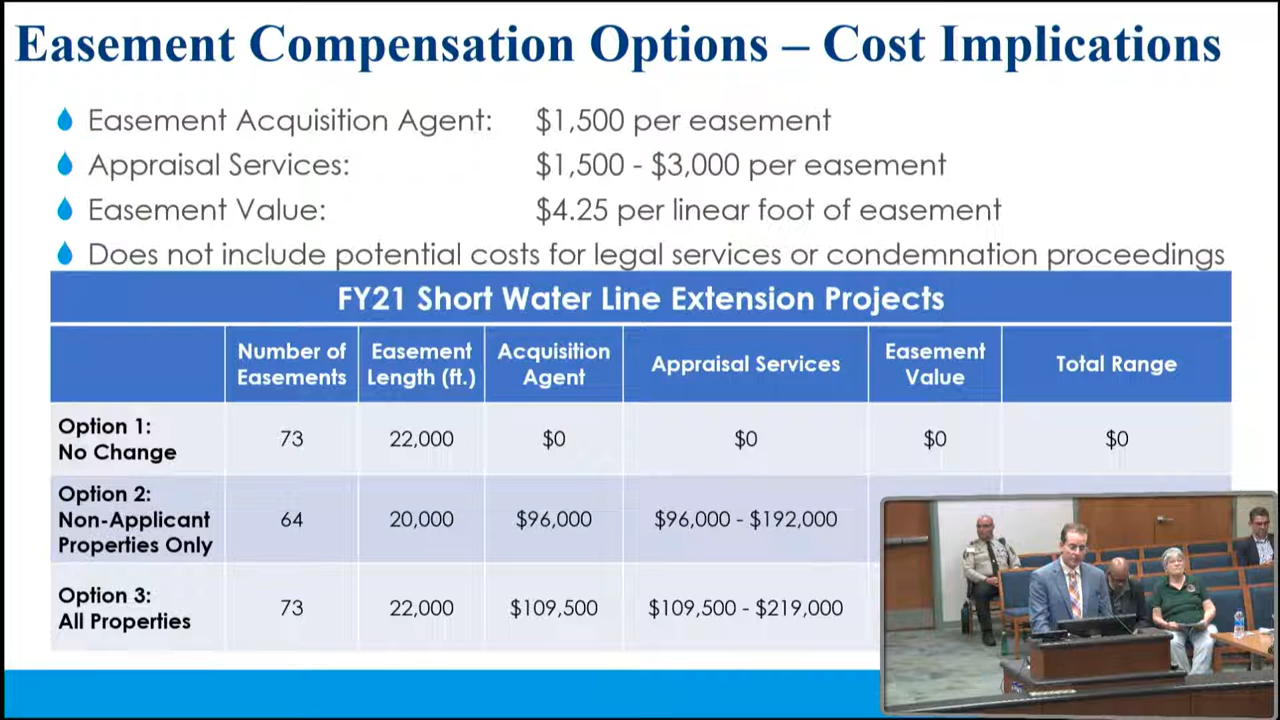 Easement Compensation Options – Cost Implications
Easement Acquisition Agent: $1,500 per easement
Appraisal Services: $1,500 - $3,000 per easement
Easement Value: $4.25 per linear foot of easement
Does not include potential costs for legal services or condemnation proceedings
FY21 Short Water Line Extension Projects
Number of Easements
Easement Length (ft.)
Acquisition Agent
Appraisal Services
Easement Value
Total Range
Option 1: No Change
73
22,000
$0
$0
$0
$0
Option 2: Non-Applicant Properties Only
64
20,000
$96,000
$96,000 - $192,000
Option 3: All Properties
73
22,000
$109,500
$109,500 - $219,000